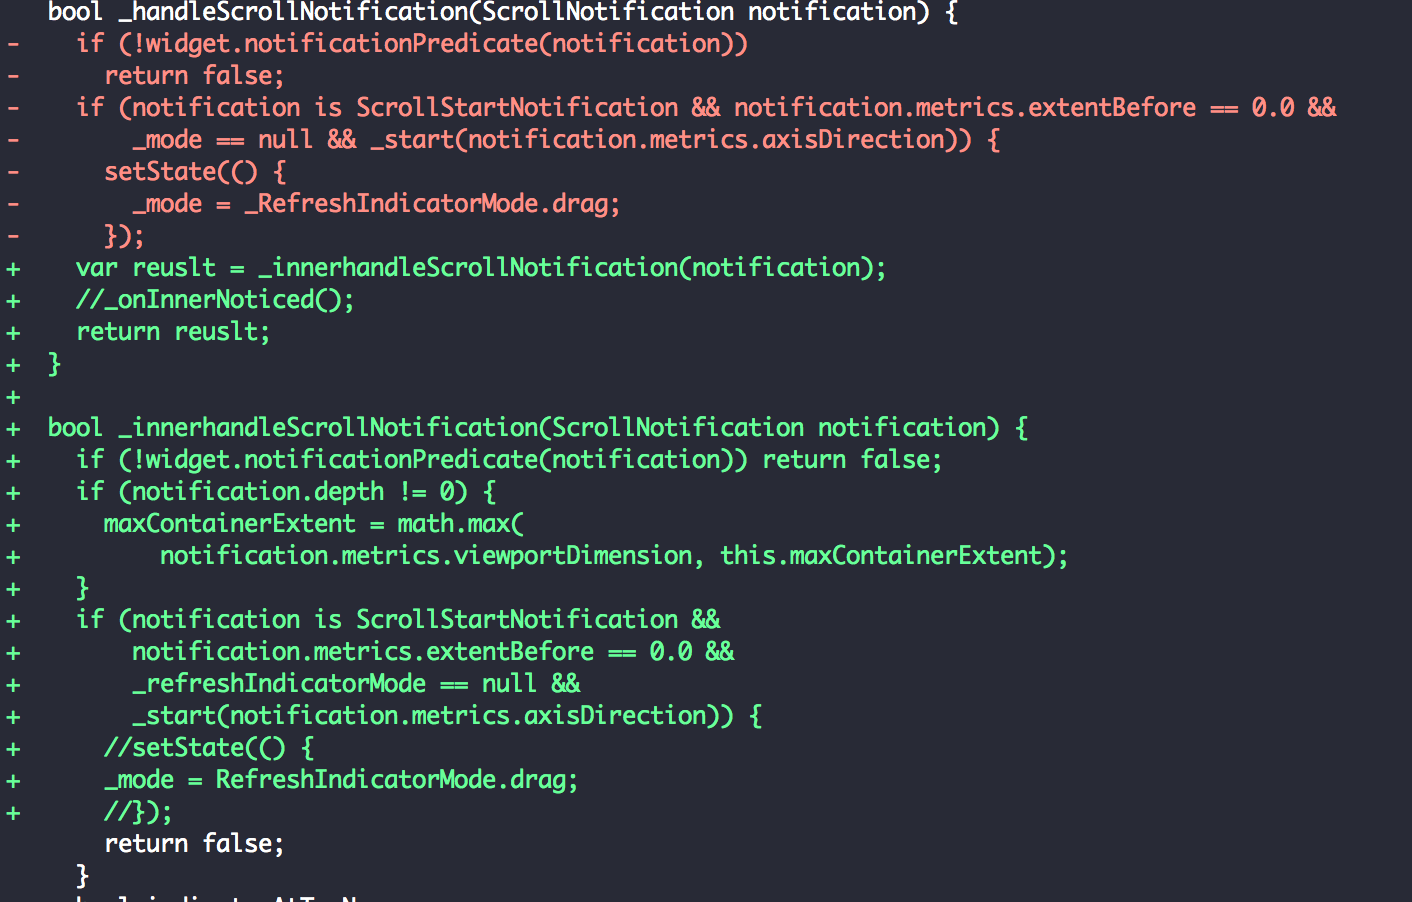 bool _handleScrollNotification(ScrollNotification notification) {
-    if (!widget.notificationPredicate(notification))
-      return false;
-    if (notification is ScrollStartNotification && notification.metrics.extentBefore == 0.0 &&
-        _mode == null && _start(notification.metrics.axisDirection)) {
-      setState(() {
-        _mode = _RefreshIndicatorMode.drag;
-      });
+    var reuslt = _innerhandleScrollNotification(notification);
+    //_onInnerNoticed();
+    return reuslt;
+  }
+
+  bool _innerhandleScrollNotification(ScrollNotification notification) {
+    if (!widget.notificationPredicate(notification)) return false;
+    if (notification.depth != 0) {
+      maxContainerExtent = math.max(
+          notification.metrics.viewportDimension, this.maxContainerExtent);
+    }
+    if (notification is ScrollStartNotification &&
+        notification.metrics.extentBefore == 0.0 &&
+        _refreshIndicatorMode == null &&
+        _start(notification.metrics.axisDirection)) {
+      //setState(() {
+      _mode = RefreshIndicatorMode.drag;
+      //});
      return false;
    }